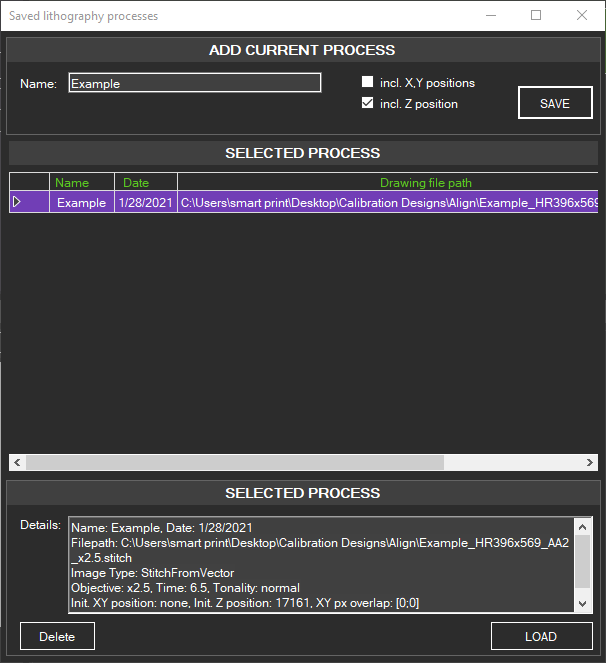 Saved lithography processes
ADD CURRENT PROCESS
Name: Example
incl. X,Y positions
incl. Z position
SAVE
SELECTED PROCESS
Name Date Drawing file path
Example 1/28/2021 C:\Users\smart print\Desktop\Calibration Designs\Align\Example_HR396x569
SELECTED PROCESS
Details:
Name: Example, Date: 1/28/2021
Filepath: C:\Users\smart print\Desktop\Calibration Designs\Align\Example_HR396x569_AA2
_x2.5.stitch
Image Type: StitchFromVector
Objective: x2.5, Time: 6.5, Tonality: normal
Init. XY position: none, Init. Z position: 17161, XY px overlap: [0;0]
Delete LOAD